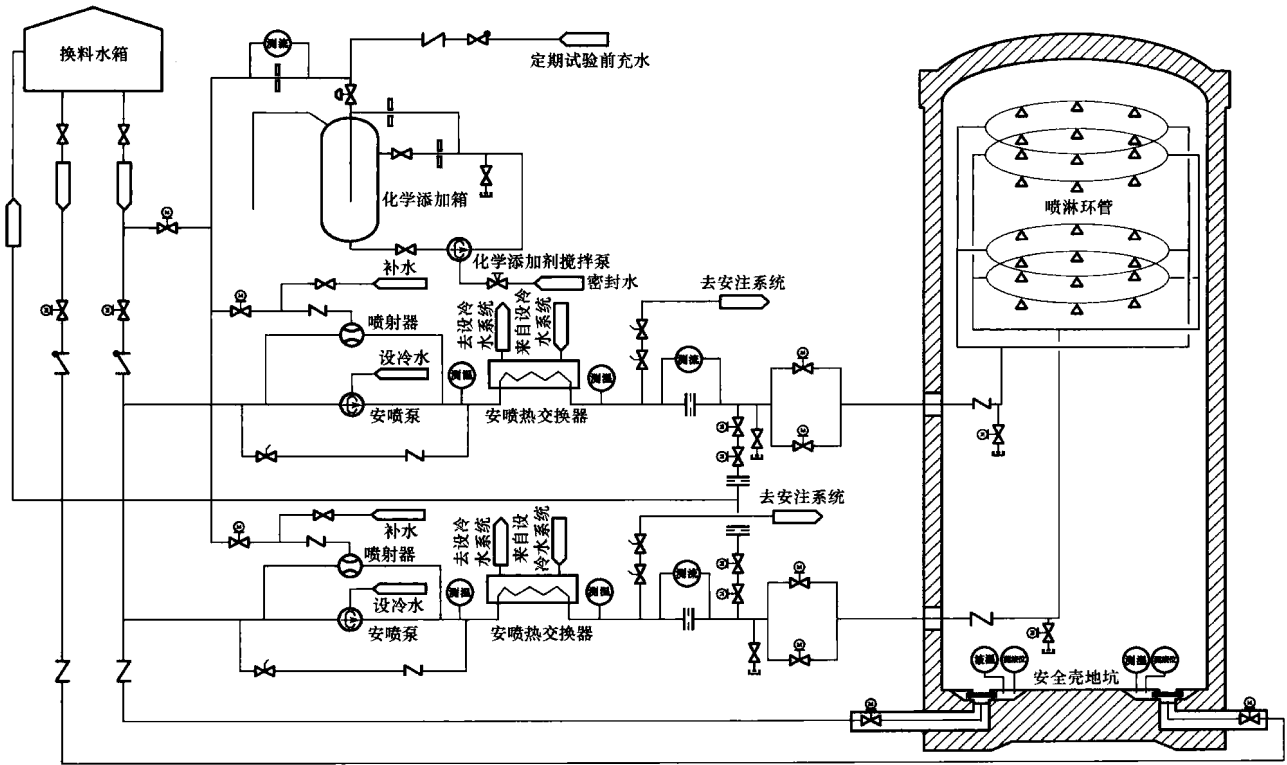 换料水箱
测流
定期试验前充水
化学添加箱
化学添加剂搅拌泵
密封水
补水
喷射器
设冷水
安喷泵
测温
去设冷
水系统
来自设冷
水系统
安喷热交换器
测温
去安注系统
测流
喷淋环管
补水
喷射器
设冷水
安喷泵
测温
去设冷
水系统
来自设
冷水系统
安喷热交换器
测温
去安注系统
测流
测温
安全壳地坑